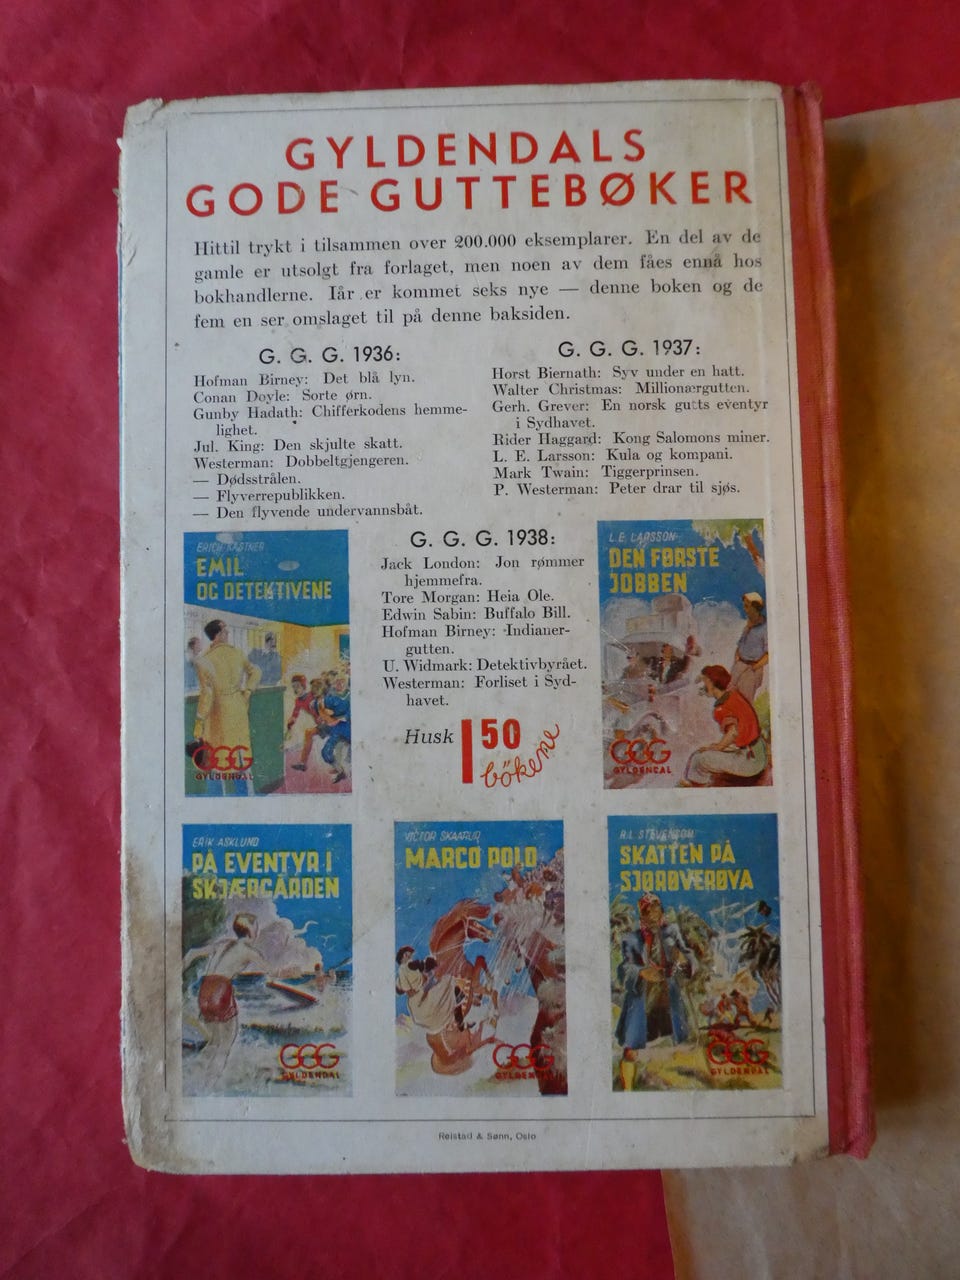 GYLDENDALS
GODE GUTTEBØKER
Hittil trykt i tilsammen over 200.000 eksemplarer. En del av de
gamle er utsolgt fra forlaget, men noen av dem fåes ennå hos
bokhandlerne. Iår er kommet seks nye — denne boken og de
fem en ser omslaget til på denne baksiden.
G. G. G. 1936:
Hofman Birney: Det blå lyn.
Conan Doyle: Sorte ørn.
Gunby Hadath: Chifferkodens hemme-
lighet.
Jul. King: Den skjulte skatt.
Westerman: Dobbeltgjengeren.
— Dødsstrålen.
— Flyverrepublikken.
— Den flyvende undervannsbåt.
G. G. G. 1937:
Horst Biernath: Syv under en hatt.
Walter Christmas: Millionærgutten.
Gerh. Grever: En norsk gutts eventyr
i Sydhavet.
Rider Haggard: Kong Salomons miner.
L. E. Larsson: Kula og kompani.
Mark Twain: Tiggerprinsen.
P. Westerman: Peter drar til sjøs.
G. G. G. 1938:
Jack London: Jon rømmer
hjemmefra.
Tore Morgan: Heia Ole.
Edwin Sabin: Buffalo Bill.
Hofman Birney: Indianer-
gutten.
U. Widmark: Detektivbyrået.
Westerman: Forliset i Syd-
havet.
Husk 150
bökene
ERICH KÄSTNER
EMIL
OG DETEKTIVENE
GGG
GYLDENDAL
L.E. LARSSON
DEN FØRSTE
JOBBEN
GGG
GYLDENDAL
ERIK ASKLUND
PÅ EVENTYR I
SKJÆRGÅRDEN
GGG
GYLDENDAL
VICTOR SKAARUP
MARCO POLO
GGG
GYLDENDAL
R.L. STEVENSON
SKATTEN PÅ
SJØRØVERØYA
GGG
GYLDENDAL
Reistad & Sønn, Oslo